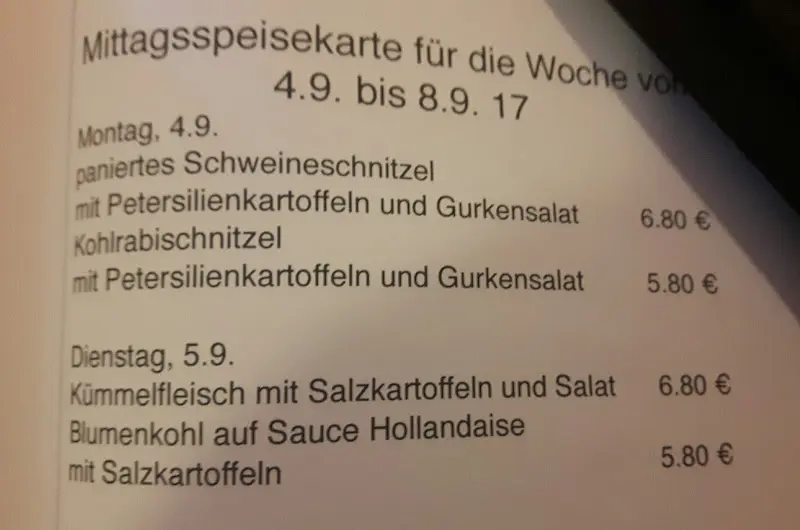 Mittagsspeisekarte für die Woche von
4.9. bis 8.9. 17
Montag, 4.9.
paniertes Schweineschnitzel
mit Petersilienkartoffeln und Gurkensalat 6.80 €
Kohlrabischnitzel
mit Petersilienkartoffeln und Gurkensalat 5.80 €
Dienstag, 5.9.
Kümmelfleisch mit Salzkartoffeln und Salat 6.80 €
Blumenkohl auf Sauce Hollandaise
mit Salzkartoffeln 5.80 €